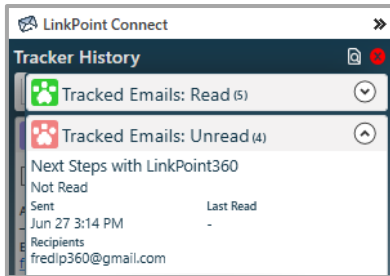 LinkPoint Connect
Tracker History
Tracked Emails: Read (5)
Tracked Emails: Unread (4)
Next Steps with LinkPoint360
Not Read
Sent Last Read
Jun 27 3:14 PM -
Recipients
fredlp360@gmail.com